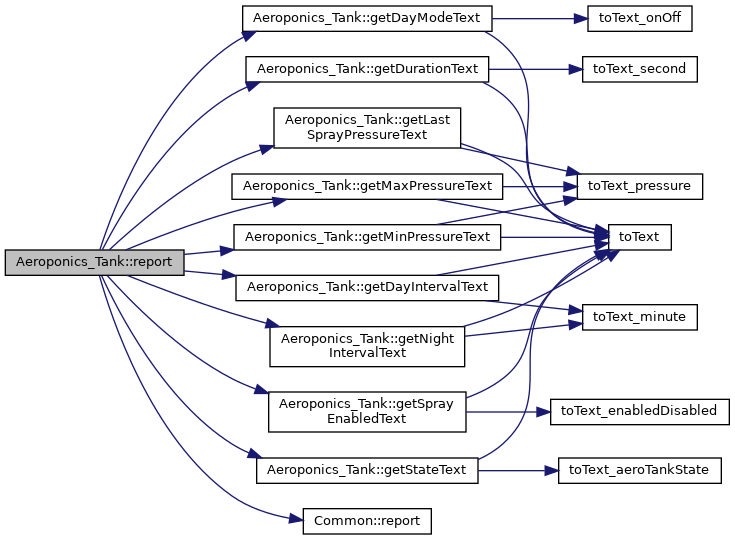 Aeroponics_Tank::report
Aeroponics_Tank::getDayModeText
Aeroponics_Tank::getDurationText
Aeroponics_Tank::getLast
SprayPressureText
Aeroponics_Tank::getMaxPressureText
Aeroponics_Tank::getMinPressureText
Aeroponics_Tank::getDayIntervalText
Aeroponics_Tank::getNight
IntervalText
Aeroponics_Tank::getSpray
EnabledText
Aeroponics_Tank::getStateText
Common::report
toText_onOff
toText_second
toText_pressure
toText
toText_minute
toText_enabledDisabled
toText_aeroTankState